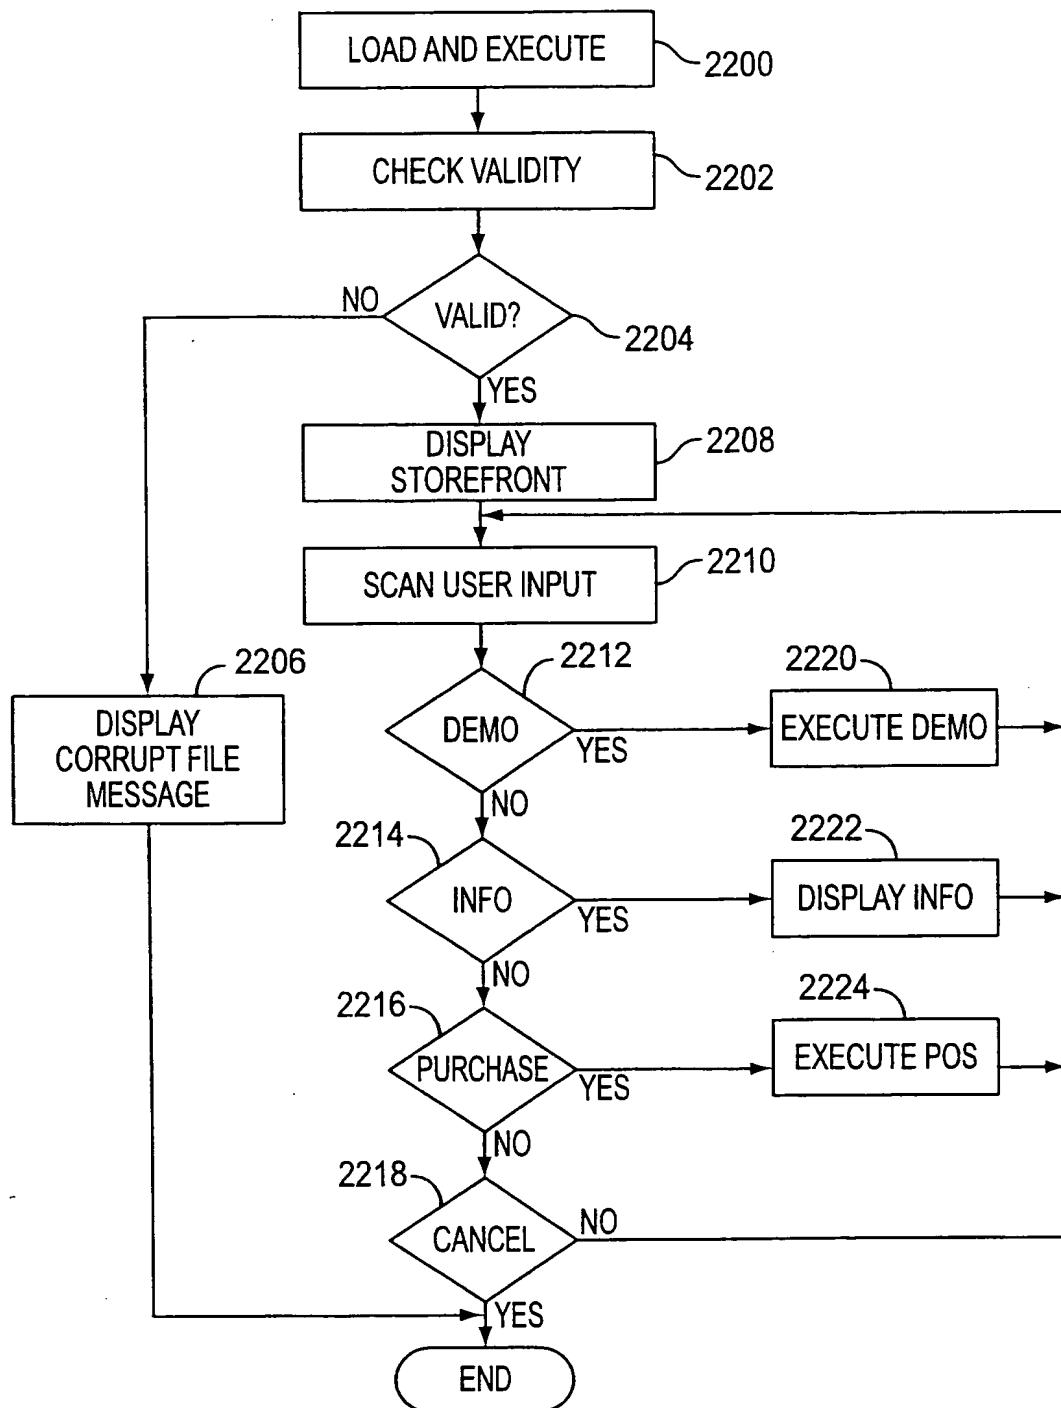 LOAD AND EXECUTE
2200
CHECK VALIDITY
2202
NO
VALID?
2204
YES
DISPLAY
STOREFRONT
2208
SCAN USER INPUT
2210
2206
DISPLAY
CORRUPT FILE
MESSAGE
2212
DEMO
YES
NO
2220
EXECUTE DEMO
2214
INFO
YES
NO
2222
DISPLAY INFO
2216
PURCHASE
YES
NO
2224
EXECUTE POS
2218
CANCEL
NO
YES
END